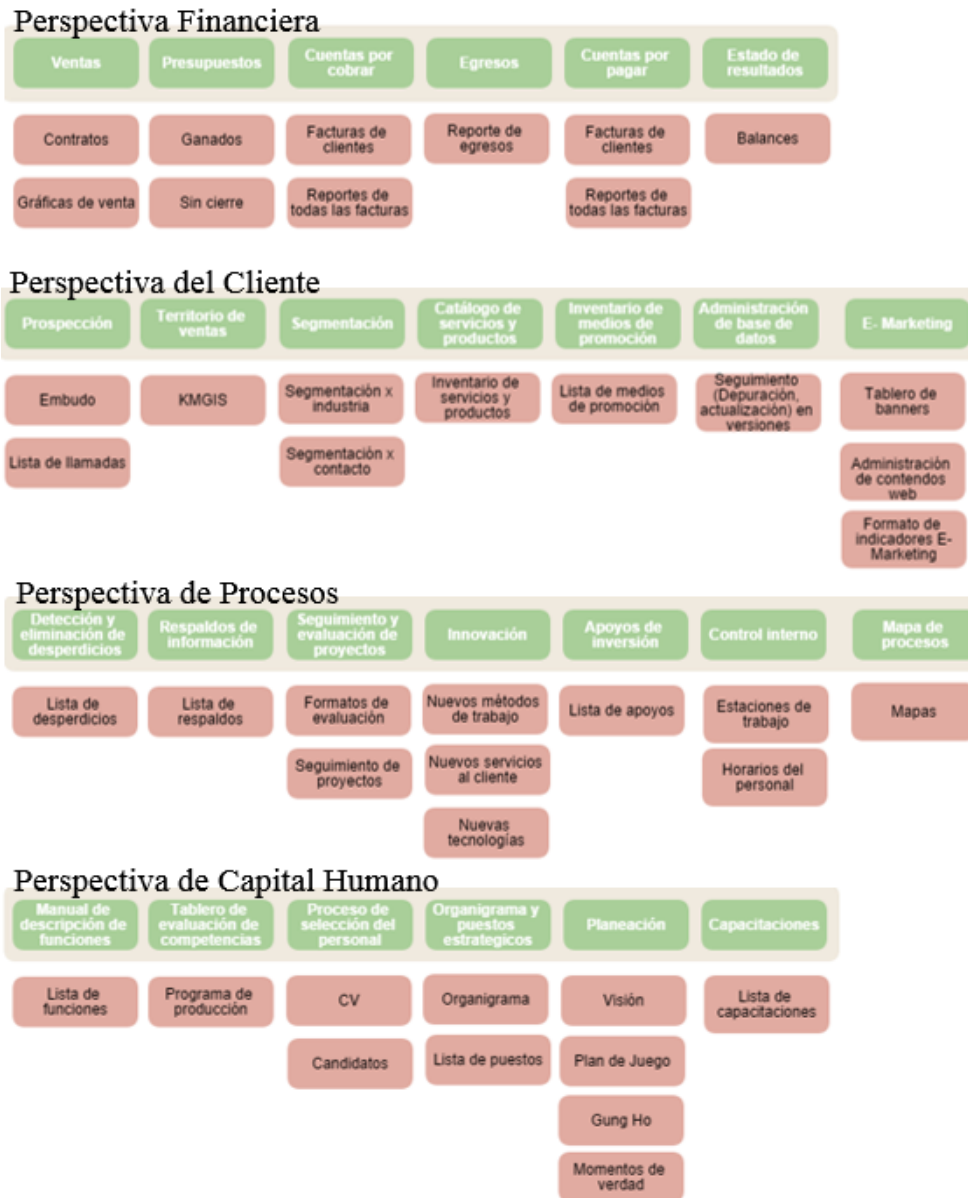 Perspectiva Financiera
Ventas
Presupuestos
Cuentas por
cobrar
Egresos
Cuentas por
pagar
Estado de
resultados
Contratos
Ganados
Facturas de
clientes
Reporte de
egresos
Facturas de
clientes
Balances
Gráficas de venta
Sin cierre
Reportes de
todas las facturas
Reportes de
todas las facturas
Perspectiva del Cliente
Prospección
Territorio de
ventas
Segmentación
Catálogo de
servicios y
productos
Inventario de
medios de
promoción
Administración
de base de
datos
E- Marketing
Embudo
KMGIS
Segmentación x
industria
Inventario de
servicios y
productos
Lista de medios
de promoción
Seguimiento
(Depuración,
actualización) en
versiones
Tablero de
banners
Lista de llamadas
Segmentación x
contacto
Administración
de contendos
web
Formato de
indicadores E-
Marketing
Perspectiva de Procesos
Detección y
eliminación de
desperdicios
Respaldos de
información
Seguimiento y
evaluación de
proyectos
Innovación
Apoyos de
inversión
Control interno
Mapa de
procesos
Lista de
desperdicios
Lista de
respaldos
Formatos de
evaluación
Nuevos métodos
de trabajo
Lista de apoyos
Estaciones de
trabajo
Mapas
Seguimiento de
proyectos
Nuevos servicios
al cliente
Horarios del
personal
Nuevas
tecnologías
Perspectiva de Capital Humano
Manual de
descripción de
funciones
Tablero de
evaluación de
competencias
Proceso de
selección del
personal
Organigrama y
puestos
estrategicos
Planeación
Capacitaciones
Lista de
funciones
Programa de
producción
CV
Organigrama
Visión
Lista de
capacitaciones
Candidatos
Lista de puestos
Plan de Juego
Gung Ho
Momentos de
verdad